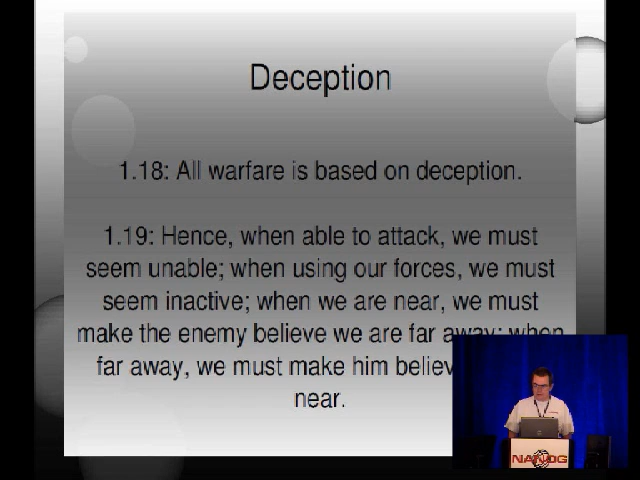 Deception
1.18: All warfare is based on deception.
1.19: Hence, when able to attack, we must
seem unable; when using our forces, we must
seem inactive; when we are near, we must
make the enemy believe we are far away; when
far away, we must make him believ
near.
NANOG